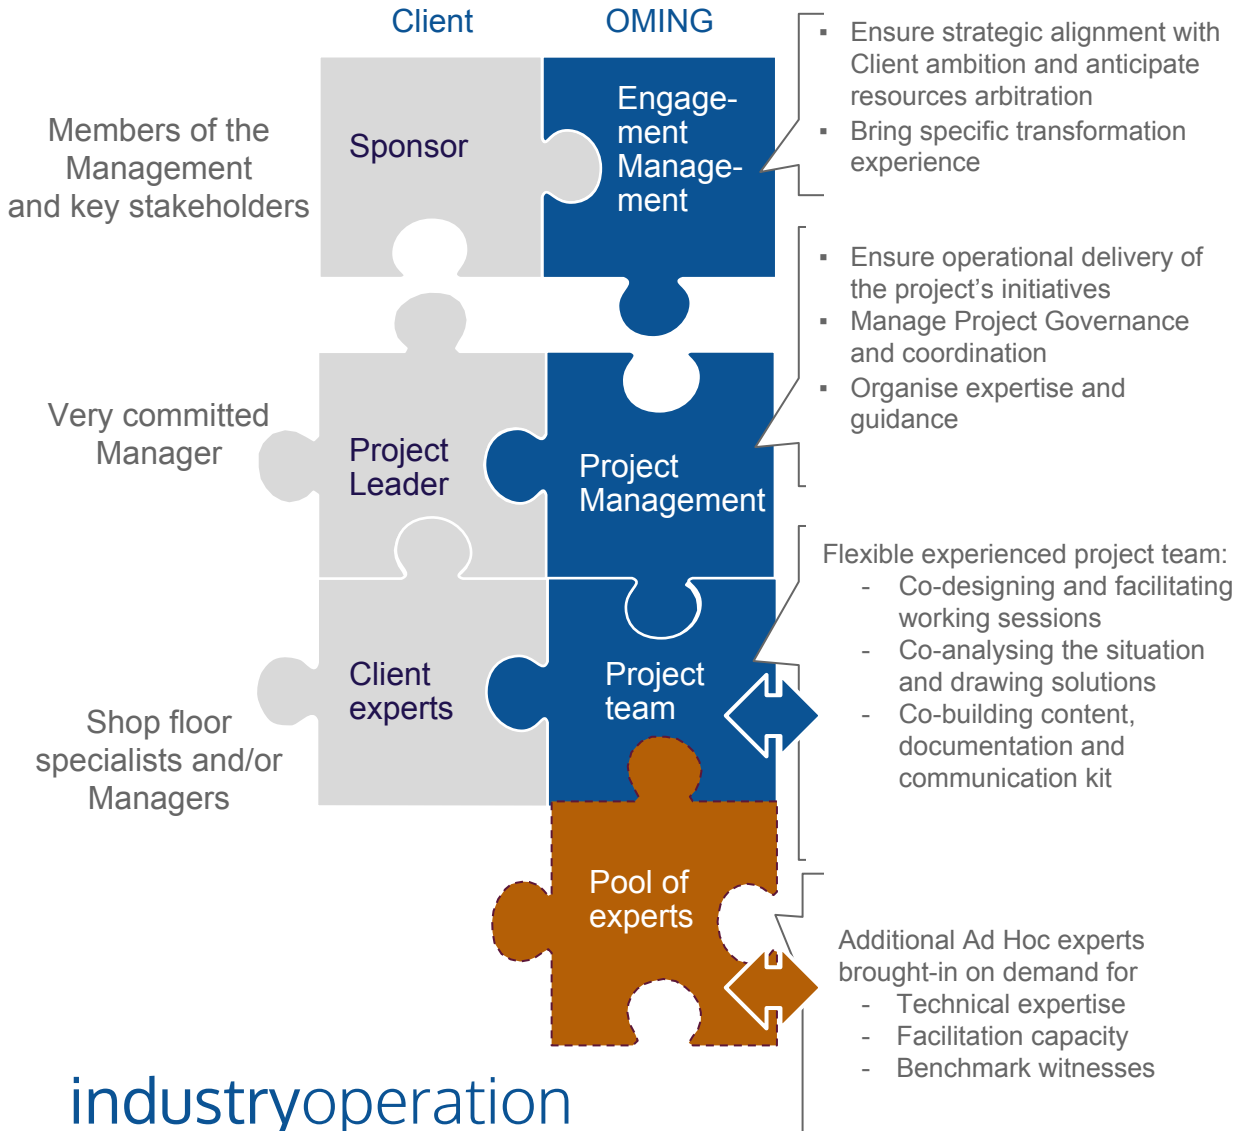 Client
OMING
Members of the
Management
and key stakeholders
Sponsor
Engage-
ment
Manage-
ment
▪ Ensure strategic alignment with
Client ambition and anticipate
resources arbitration
▪ Bring specific transformation
experience
Very committed
Manager
Project
Leader
Project
Management
▪ Ensure operational delivery of
the project’s initiatives
▪ Manage Project Governance
and coordination
▪ Organise expertise and
guidance
Shop floor
specialists and/or
Managers
Client
experts
Project
team
Flexible experienced project team:
- Co-designing and facilitating
working sessions
- Co-analysing the situation
and drawing solutions
- Co-building content,
documentation and
communication kit
Pool of
experts
Additional Ad Hoc experts
brought-in on demand for
- Technical expertise
- Facilitation capacity
- Benchmark witnesses
industryoperation